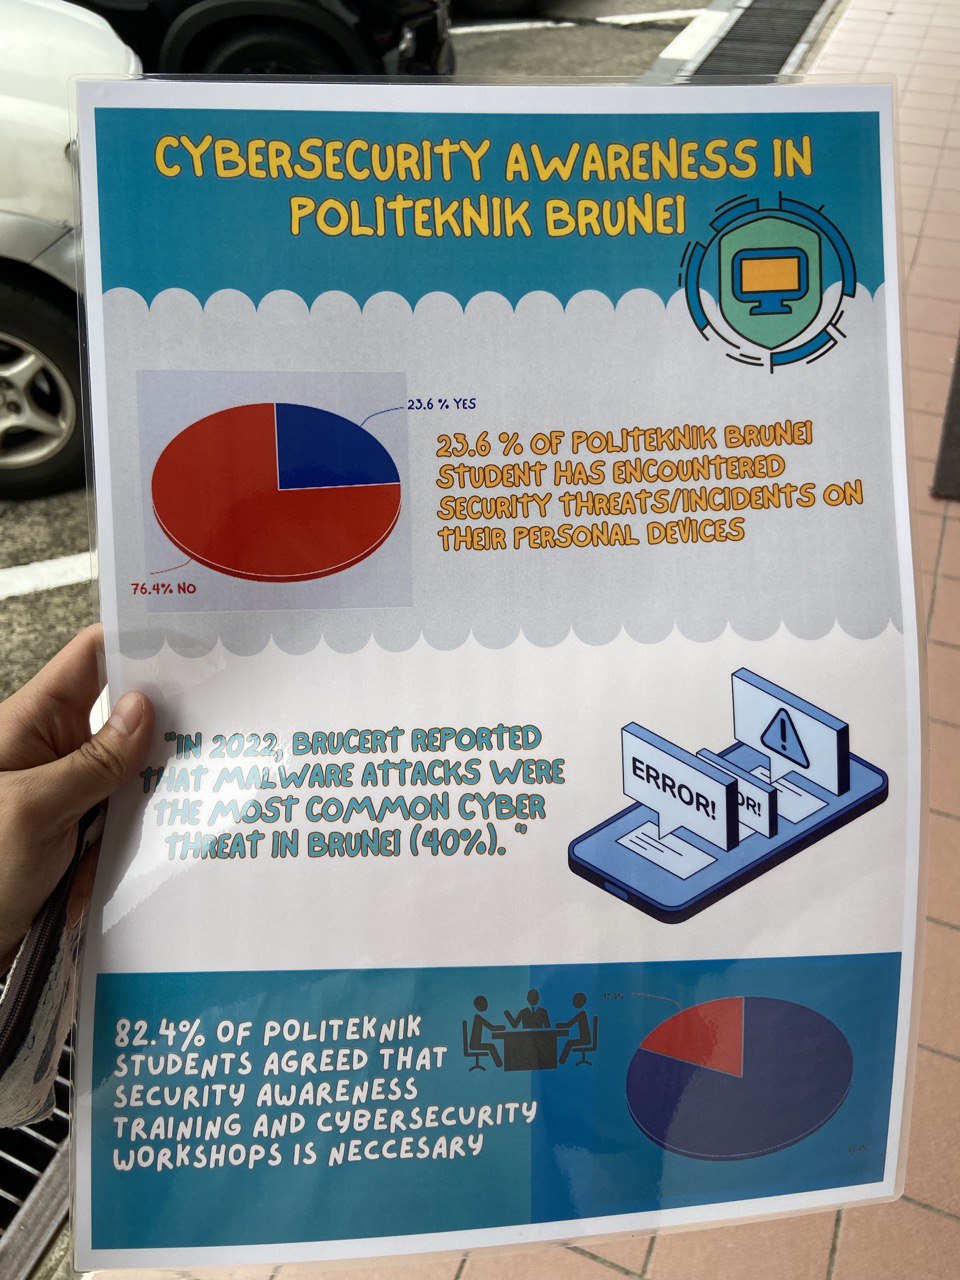 CYBERSECURITY AWARENESS IN
POLITEKNIK BRUNEI
23.6 % YES
76.4% NO
23.6 % OF POLITEKNIK BRUNEI
STUDENT HAS ENCOUNTERED
SECURITY THREATS/INCIDENTS ON
THEIR PERSONAL DEVICES
"IN 2022, BRUCERT REPORTED
THAT MALWARE ATTACKS WERE
THE MOST COMMON CYBER
THREAT IN BRUNEI (40%). "
ERROR!
OR!
82.4% OF POLITEKNIK
STUDENTS AGREED THAT
SECURITY AWARENESS
TRAINING AND CYBERSECURITY
WORKSHOPS IS NECCESARY